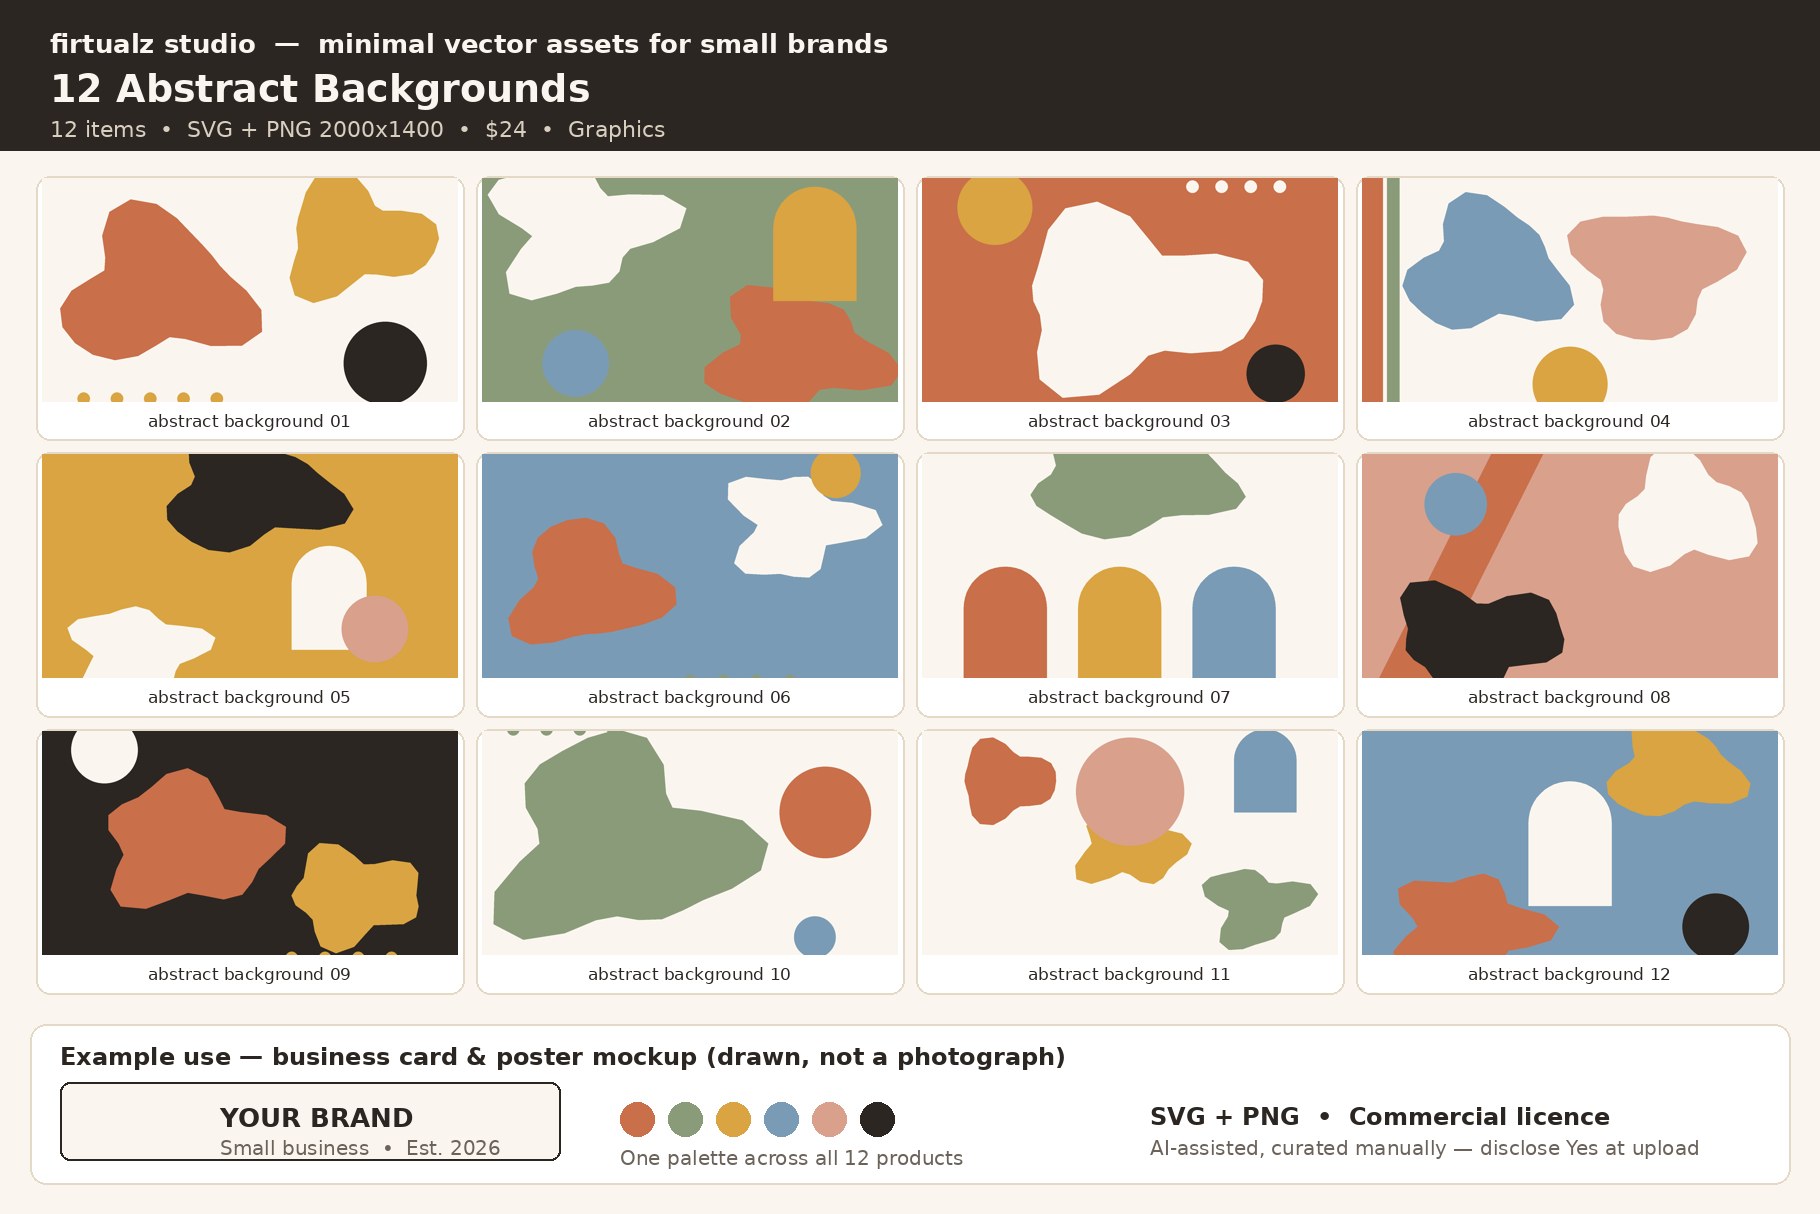 firtualz studio — minimal vector assets for small brands
12 Abstract Backgrounds
12 items • SVG + PNG 2000x1400 • $24 • Graphics
abstract background 01
abstract background 02
abstract background 03
abstract background 04
abstract background 05
abstract background 06
abstract background 07
abstract background 08
abstract background 09
abstract background 10
abstract background 11
abstract background 12
Example use — business card & poster mockup (drawn, not a photograph)
YOUR BRAND
Small business • Est. 2026
One palette across all 12 products
SVG + PNG • Commercial licence
AI-assisted, curated manually — disclose Yes at upload